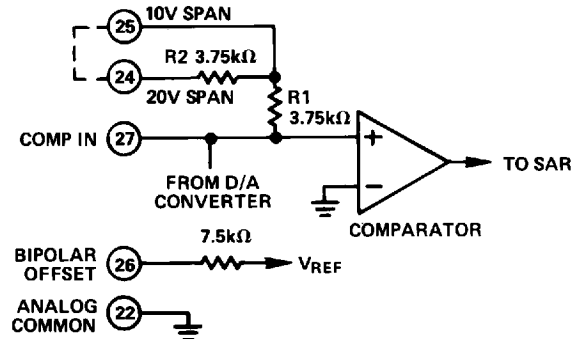 25 10V SPAN
R2 3.75kΩ
24
20V SPAN
R1
3.75kΩ
COMP IN 27
+
TO SAR
FROM D/A
CONVERTER
−
COMPARATOR
7.5kΩ
BIPOLAR
OFFSET 26
VREF
ANALOG
COMMON 22